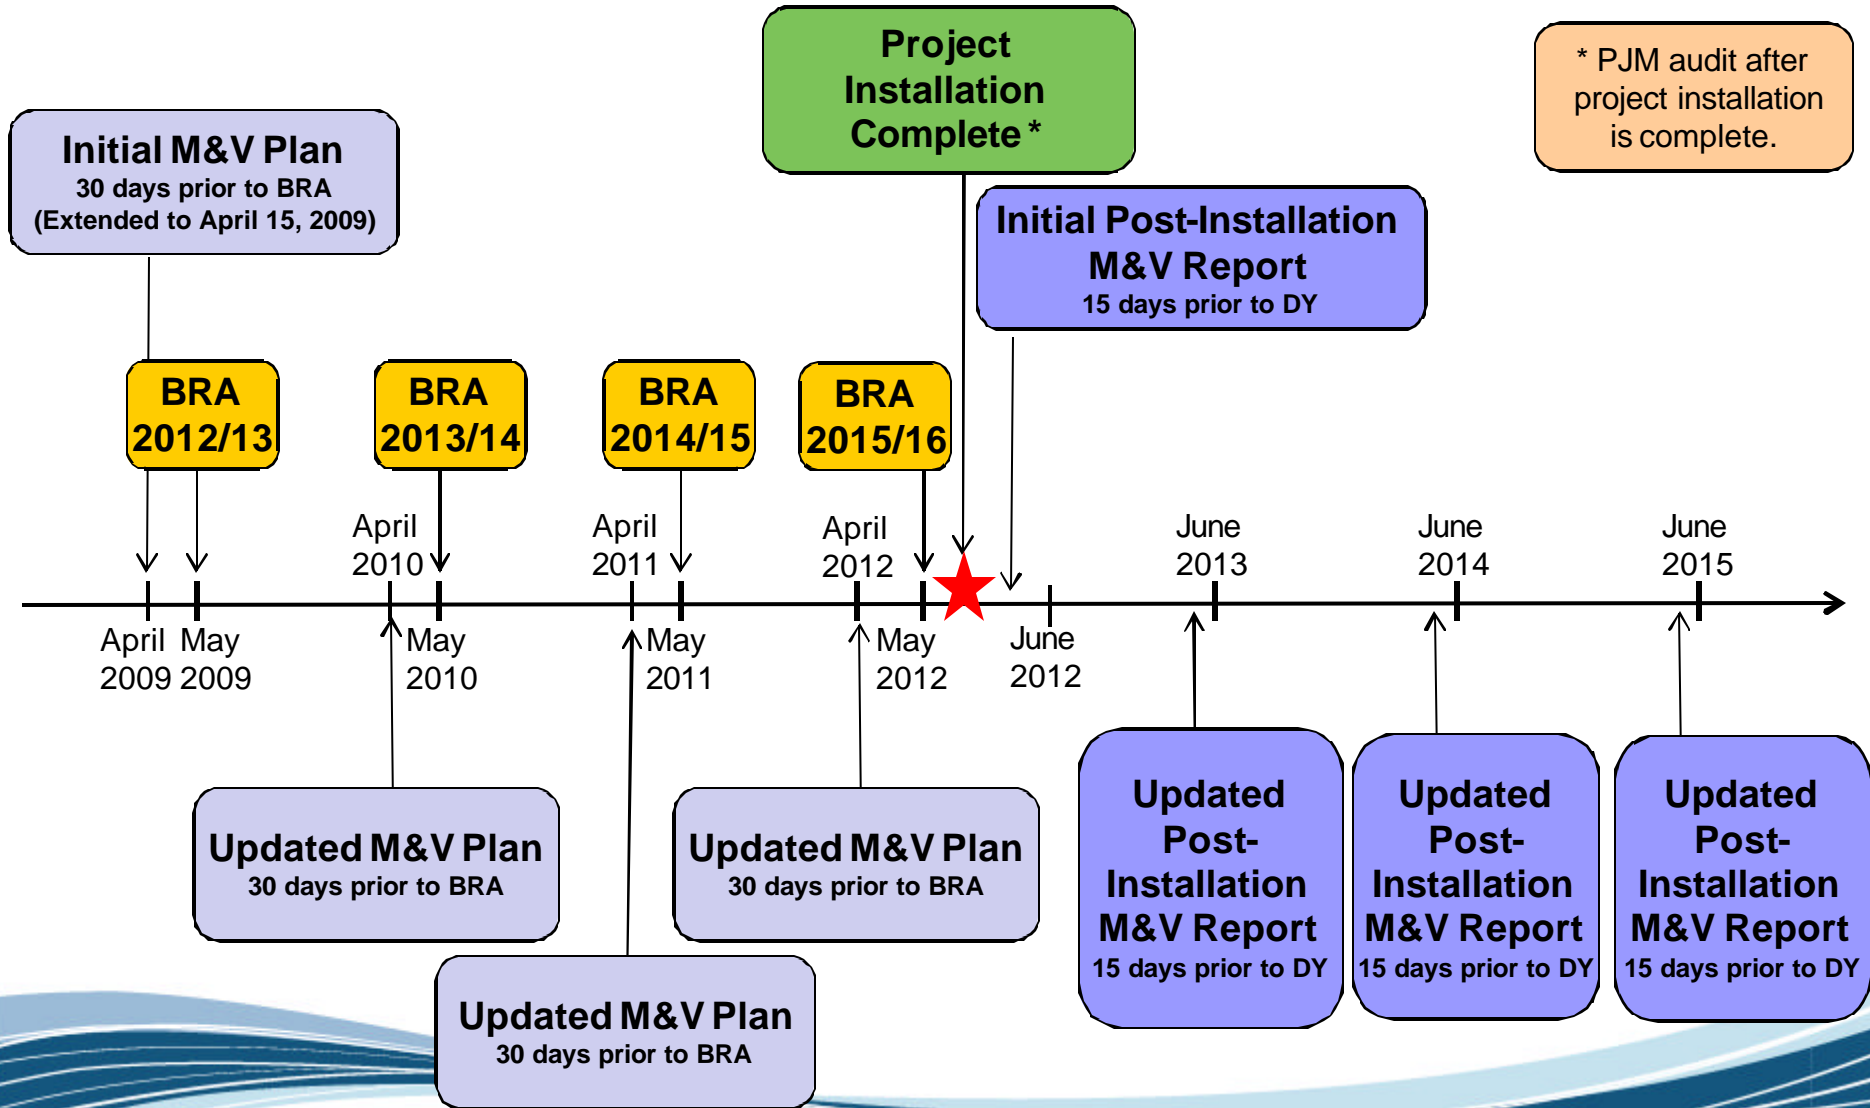 Project
Installation
Complete *
* PJM audit after
project installation
is complete.
Initial M&V Plan
30 days prior to BRA
(Extended to April 15, 2009)
Initial Post-Installation
M&V Report
15 days prior to DY
BRA
2012/13
BRA
2013/14
BRA
2014/15
BRA
2015/16
April
2010
April
2011
April
2012
June
2013
June
2014
June
2015
April
2009
May
2009
May
2010
May
2011
May
2012
June
2012
Updated M&V Plan
30 days prior to BRA
Updated M&V Plan
30 days prior to BRA
Updated M&V Plan
30 days prior to BRA
Updated
Post-
Installation
M&V Report
15 days prior to DY
Updated
Post-
Installation
M&V Report
15 days prior to DY
Updated
Post-
Installation
M&V Report
15 days prior to DY